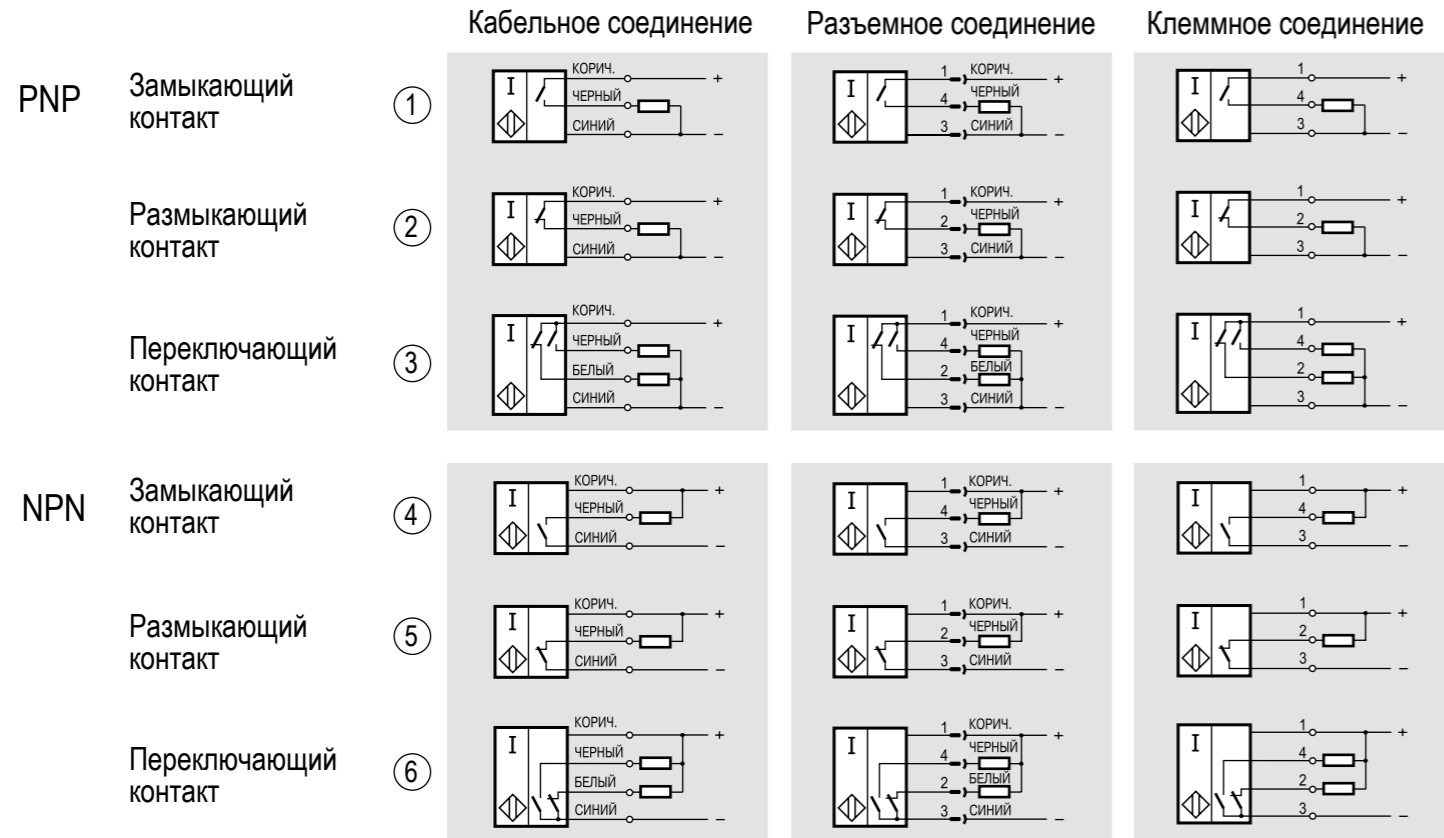 Кабельное соединение Разъемное соединение Клеммное соединение
PNP Замыкающий контакт 1
I КОРИЧ. +
ЧЕРНЫЙ
СИНИЙ –
I 1 КОРИЧ. +
4 ЧЕРНЫЙ
3 СИНИЙ –
I 1 +
4
3 –
Размыкающий контакт 2
I КОРИЧ. +
ЧЕРНЫЙ
СИНИЙ –
I 1 КОРИЧ. +
2 ЧЕРНЫЙ
3 СИНИЙ –
I 1 +
2
3 –
Переключающий контакт 3
I КОРИЧ. +
ЧЕРНЫЙ
БЕЛЫЙ
СИНИЙ –
I 1 КОРИЧ. +
4 ЧЕРНЫЙ
2 БЕЛЫЙ
3 СИНИЙ –
I 1 +
4
2
3 –
NPN Замыкающий контакт 4
I КОРИЧ. +
ЧЕРНЫЙ
СИНИЙ –
I 1 КОРИЧ. +
4 ЧЕРНЫЙ
3 СИНИЙ –
I 1 +
4
3 –
Размыкающий контакт 5
I КОРИЧ. +
ЧЕРНЫЙ
СИНИЙ –
I 1 КОРИЧ. +
2 ЧЕРНЫЙ
3 СИНИЙ –
I 1 +
2
3 –
Переключающий контакт 6
I КОРИЧ. +
ЧЕРНЫЙ
БЕЛЫЙ
СИНИЙ –
I 1 КОРИЧ. +
4 ЧЕРНЫЙ
2 БЕЛЫЙ
3 СИНИЙ –
I 1 +
4
2
3 –